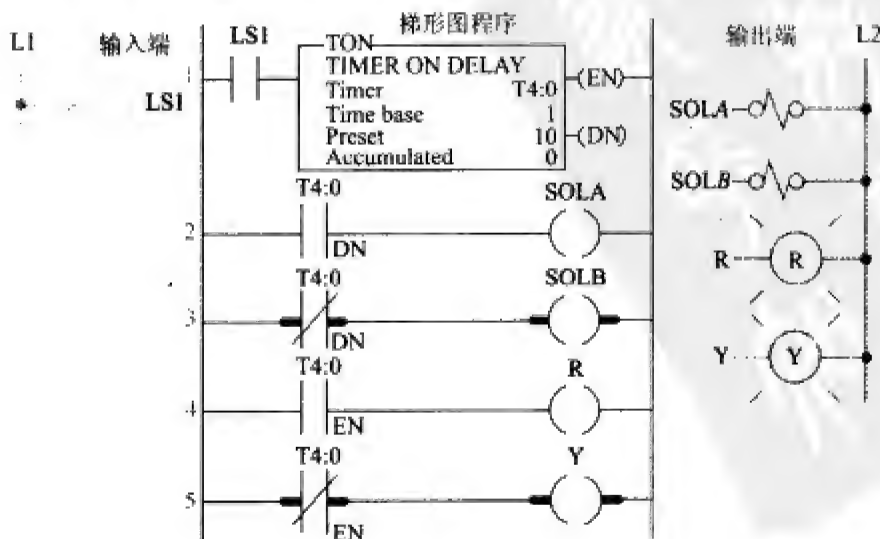 梯形图程序
L1 输入端 LS1 输出端 L2
TON
1 TIMER ON DELAY (EN)
Timer T4:0
LS1 Time base 1 SOLA
Preset 10 (DN)
Accumulated 0
SOLB
T4:0 SOLA
2
DN
R R
T4:0 SOLB
3
DN
Y Y
T4:0 R
4
EN
T4:0 Y
5
EN